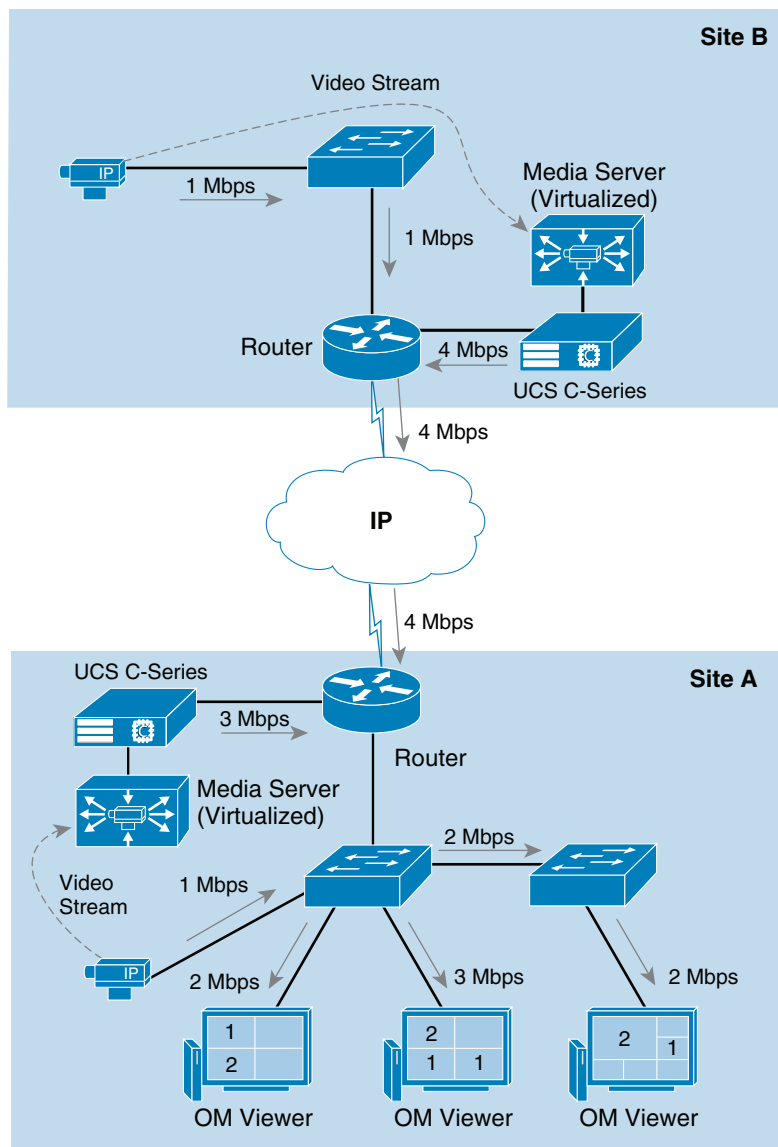 Site B
Video Stream
IP
1 Mbps
Media Server
(Virtualized)
1 Mbps
Router
4 Mbps
UCS C-Series
4 Mbps
IP
4 Mbps
UCS C-Series
Site A
3 Mbps
Router
Media Server
(Virtualized)
2 Mbps
1 Mbps
Video
Stream
IP
2 Mbps
3 Mbps
2 Mbps
1
2
2
1 1
2
1
OM Viewer
OM Viewer
OM Viewer